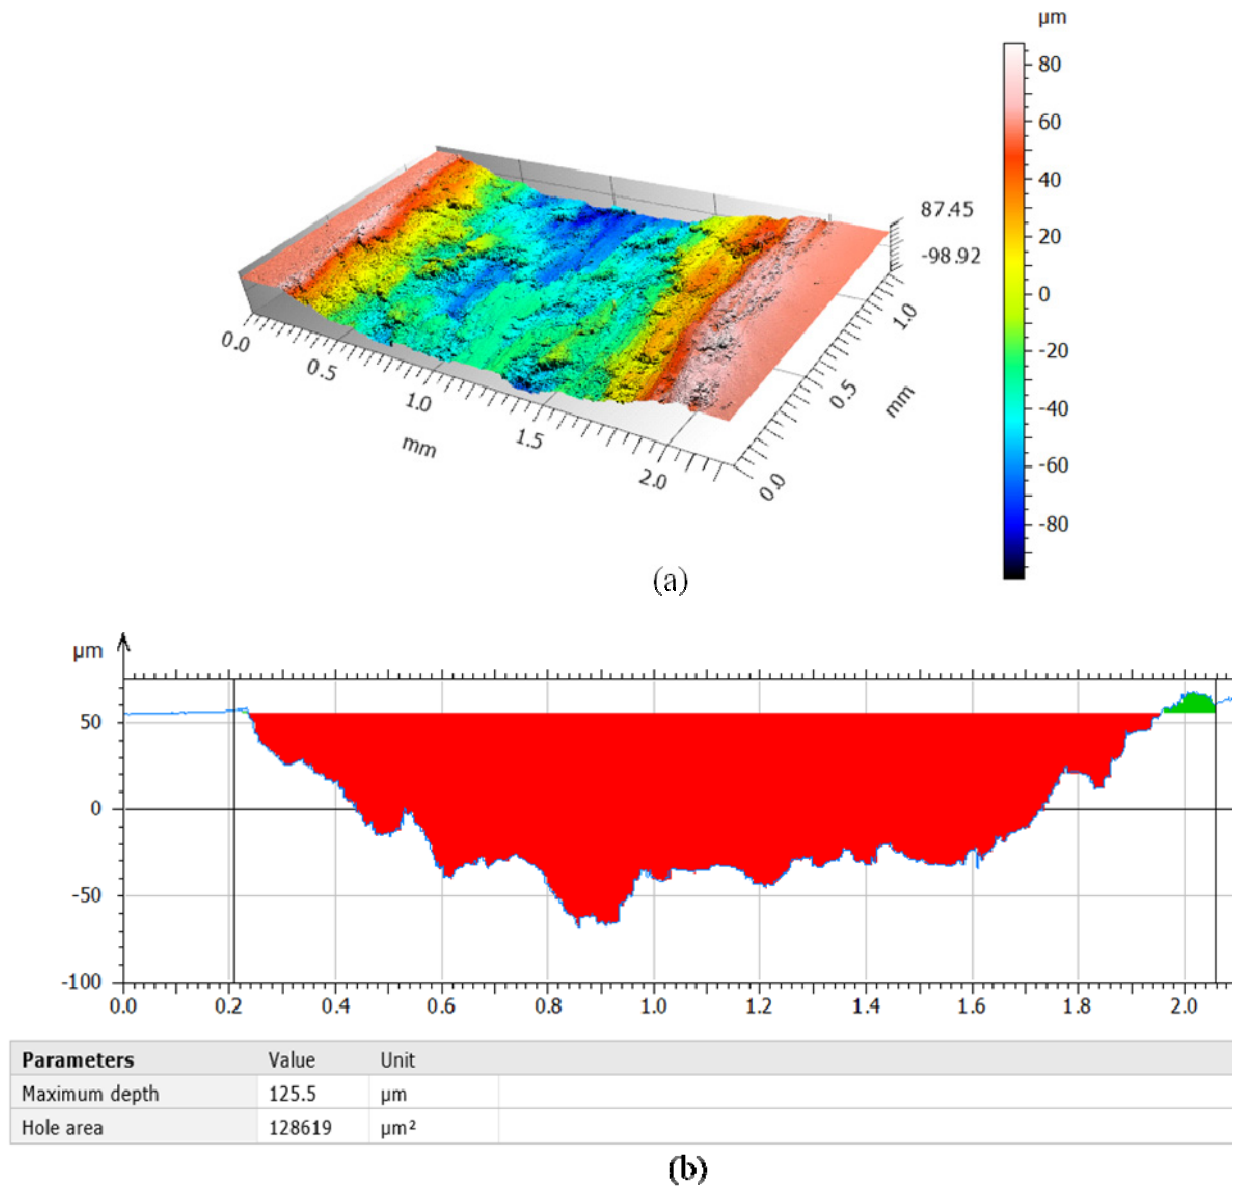 µm
80
60
40
20
0
-20
-40
-60
-80
87.45
-98.92
0.0
0.5
1.0
1.5
2.0
mm
0.0
0.5
1.0
mm
(a)
µm
50
0
-50
-100
0.0 0.2 0.4 0.6 0.8 1.0 1.2 1.4 1.6 1.8 2.0
Parameters Value Unit
Maximum depth 125.5 µm
Hole area 128619 µm²
(b)